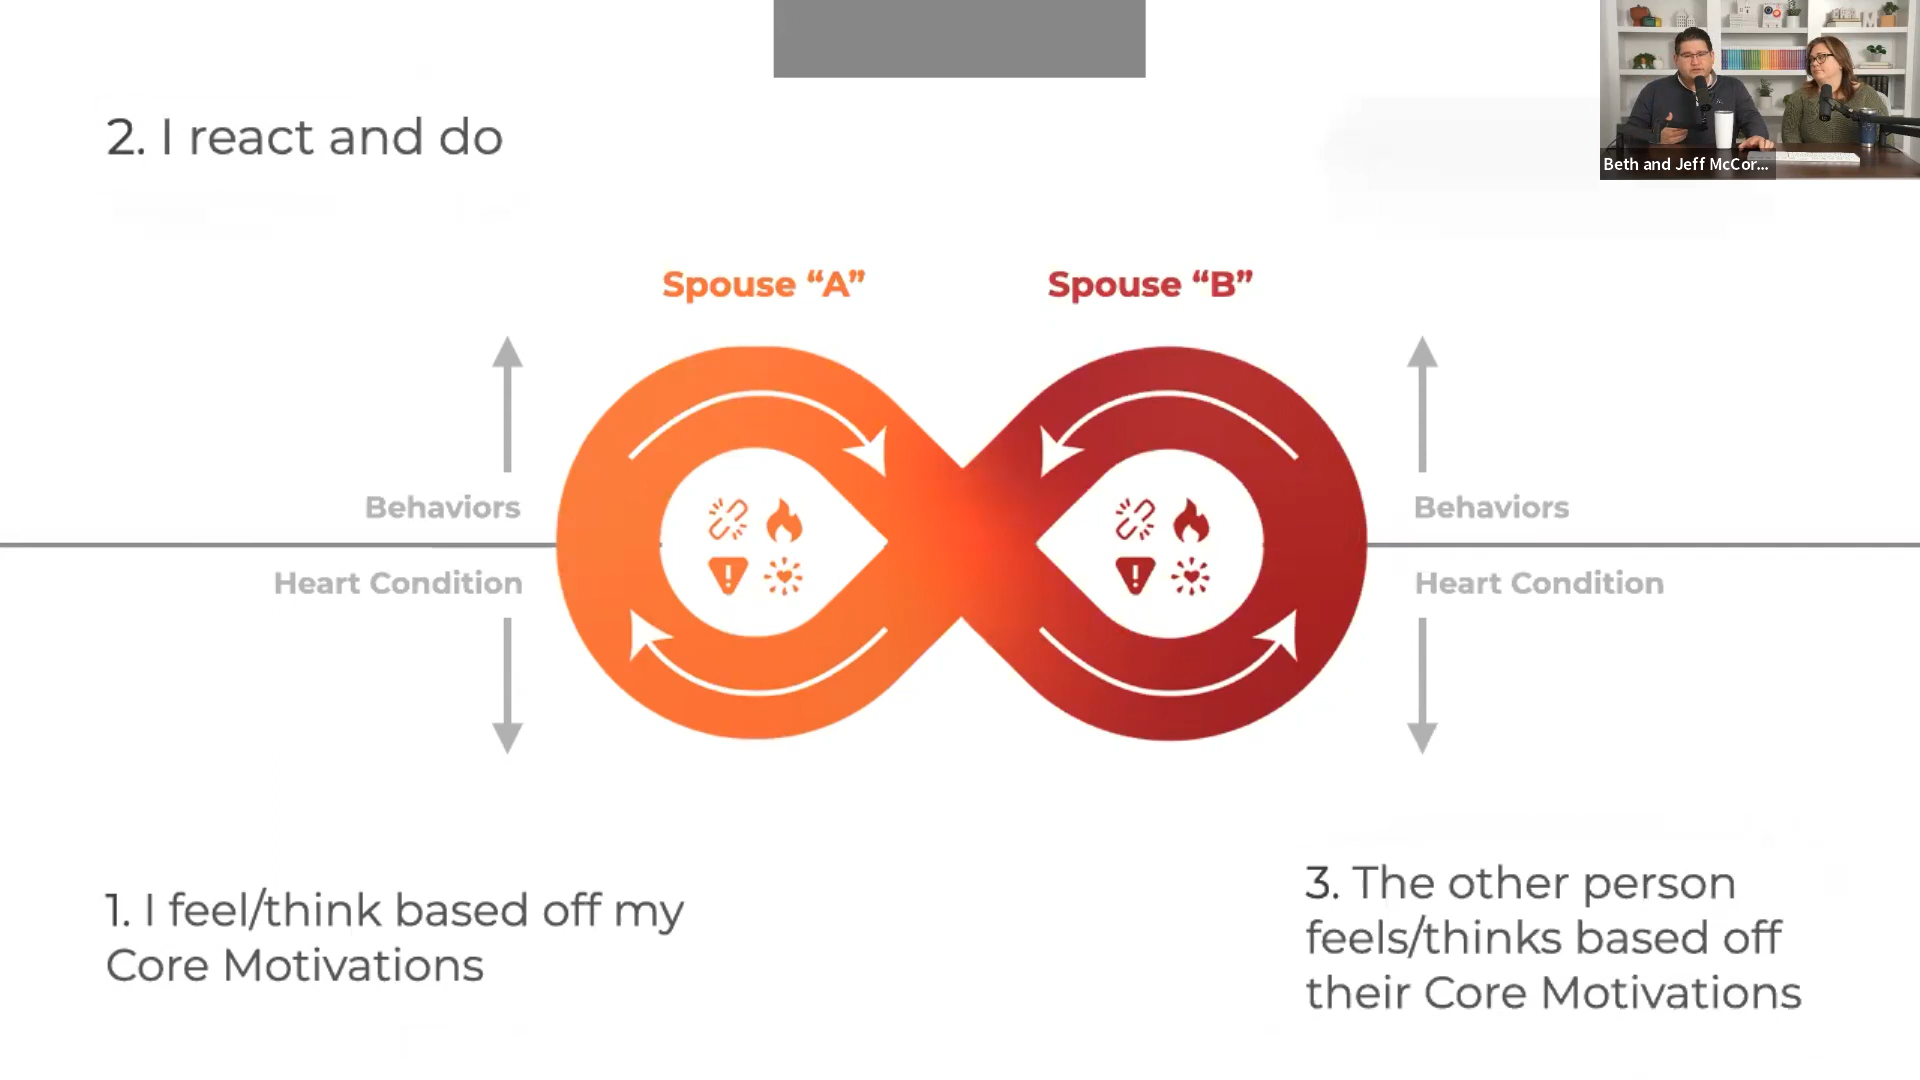 2. I react and do
Beth and Jeff McCor...
Spouse “A”
Spouse “B”
Behaviors
Behaviors
Heart Condition
Heart Condition
1. I feel/think based off my
Core Motivations
3. The other person
feels/thinks based off
their Core Motivations